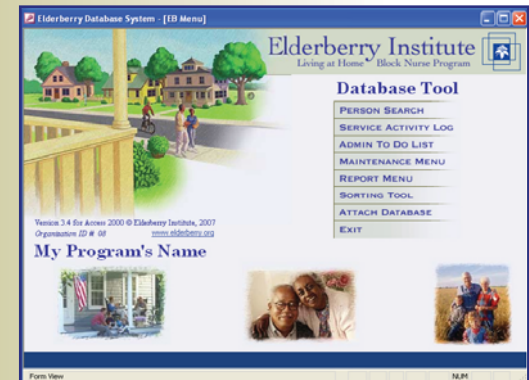 Elderberry Database System - [EB Menu]
Elderberry Institute
Living at Home Block Nurse Program
Database Tool
PERSON SEARCH
SERVICE ACTIVITY LOG
ADMIN TO DO LIST
MAINTENANCE MENU
REPORT MENU
SORTING TOOL
ATTACH DATABASE
EXIT
Version 3.4 for Access 2000 © Elderberry Institute, 2007
Organization ID # 08 www.elderberry.org
My Program's Name
Form View NUM